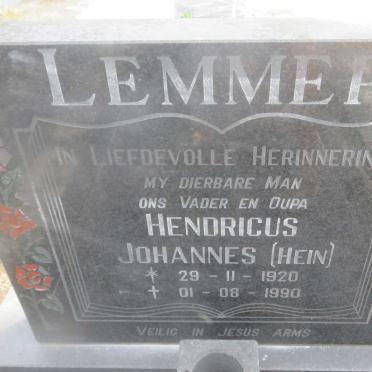 LEMMER
IN LIEFDEVOLLE HERINNERIN
MY DIERBARE MAN
ONS VADER EN OUPA
HENDRICUS
JOHANNES (HEIN)
* 29 - 11 - 1920
✝ 01 - 08 - 1990
VEILIG IN JESUS ARMS